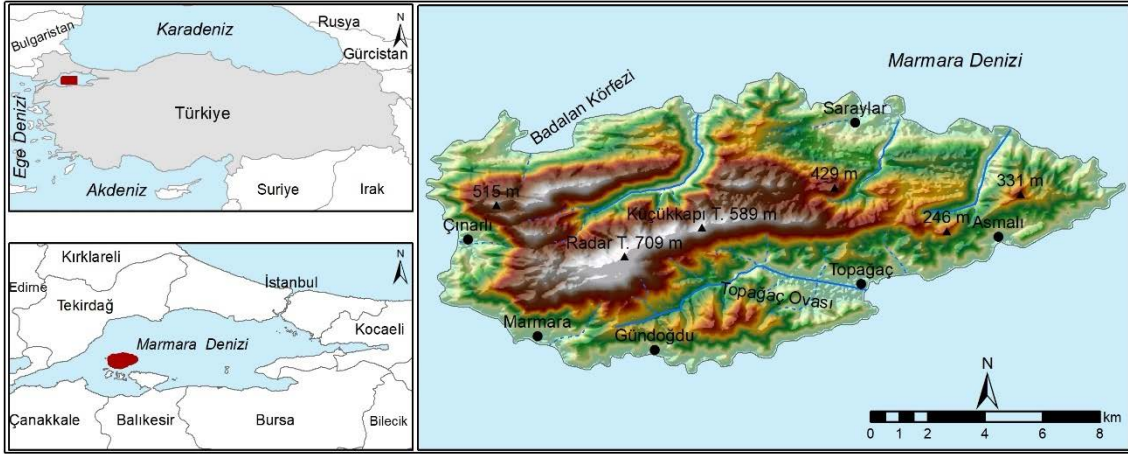 Karadeniz
Rusya
N
Bulgaristan
Gürcistan
Ege Denizi
Türkiye
Akdeniz
Suriye
Irak
Kırklareli
N
Edirne
Tekirdağ
İstanbul
Kocaeli
Marmara Denizi
Çanakkale
Balıkesir
Bursa
Bilecik
Marmara Denizi
Badalan Körfezi
Saraylar
515 m
429 m
331 m
Çınarlı
Küçükkapı T. 589 m
246 m
Asmalı
Radar T. 709 m
Topağaç
Topağaç Ovası
Marmara
Gündoğdu
N
km
0 1 2 4 6 8